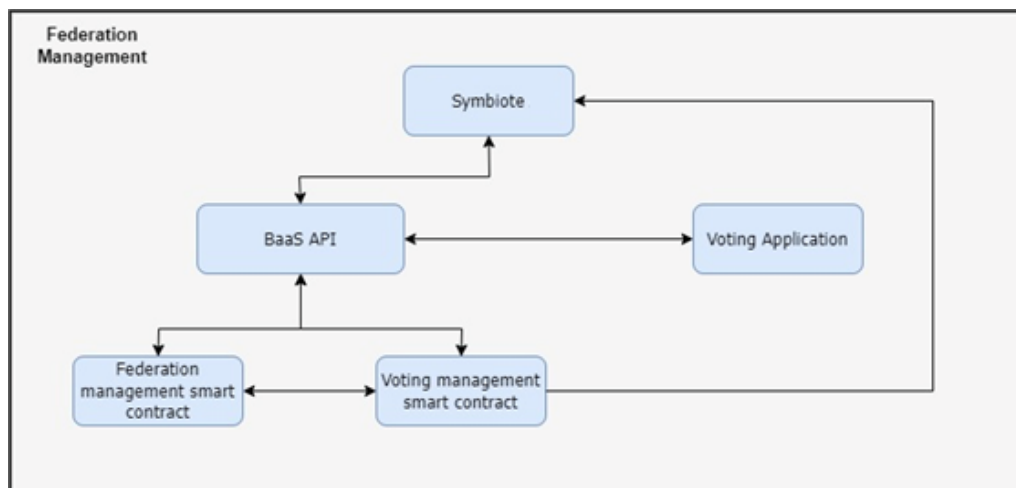 Federation
Management
Symbiote
BaaS API
Voting Application
Federation
management smart
contract
Voting management
smart contract